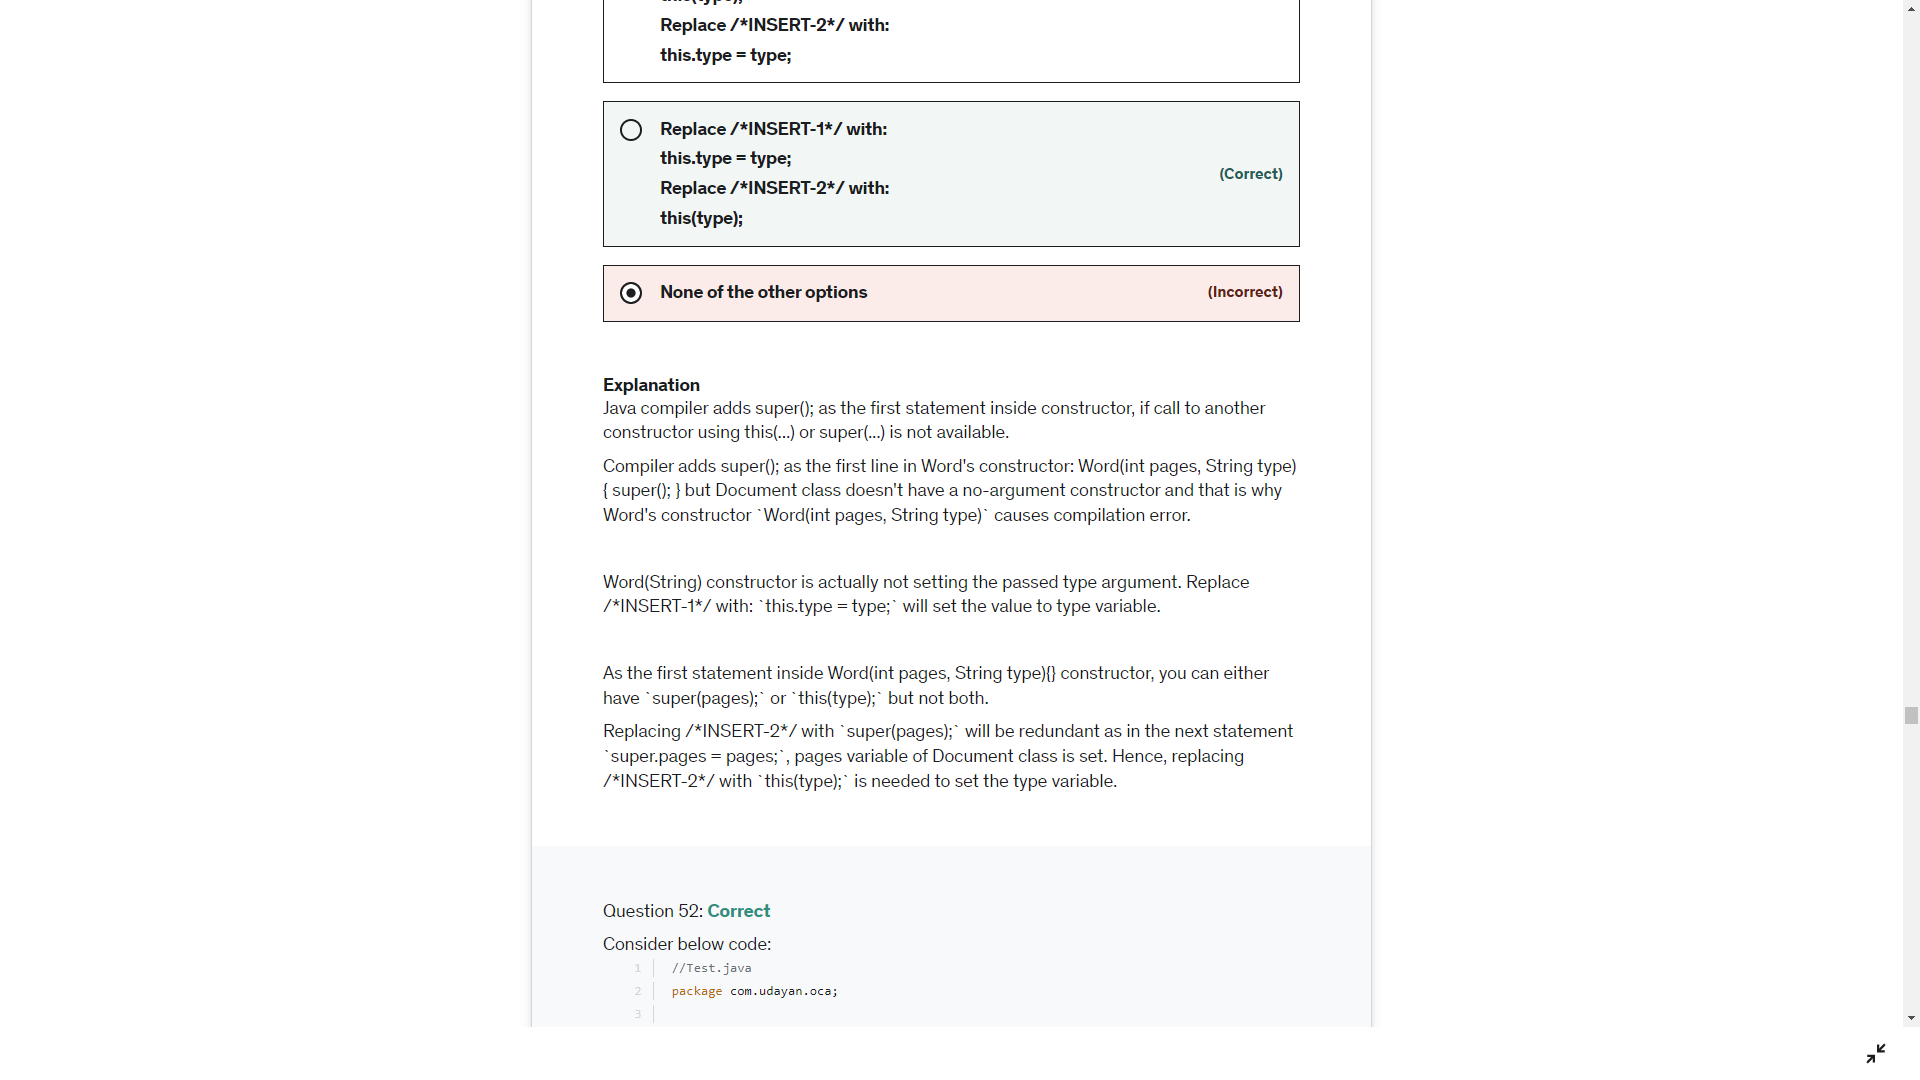 Replace /*INSERT-2*/ with:
this.type = type;
Replace /*INSERT-1*/ with:
this.type = type;
Replace /*INSERT-2*/ with:
this(type);
(Correct)
None of the other options
(Incorrect)
Explanation
Java compiler adds super(); as the first statement inside constructor, if call to another
constructor using this(...) or super(...) is not available.
Compiler adds super(); as the first line in Word's constructor: Word(int pages, String type)
{ super(); } but Document class doesn't have a no-argument constructor and that is why
Word's constructor `Word(int pages, String type)` causes compilation error.
Word(String) constructor is actually not setting the passed type argument. Replace
/*INSERT-1*/ with: `this.type = type;` will set the value to type variable.
As the first statement inside Word(int pages, String type){} constructor, you can either
have `super(pages);` or `this(type);` but not both.
Replacing /*INSERT-2*/ with `super(pages);` will be redundant as in the next statement
`super.pages = pages;`, pages variable of Document class is set. Hence, replacing
/*INSERT-2*/ with `this(type);` is needed to set the type variable.
Question 52: Correct
Consider below code:
1 //Test.java
2 package com.udayan.oca;
3